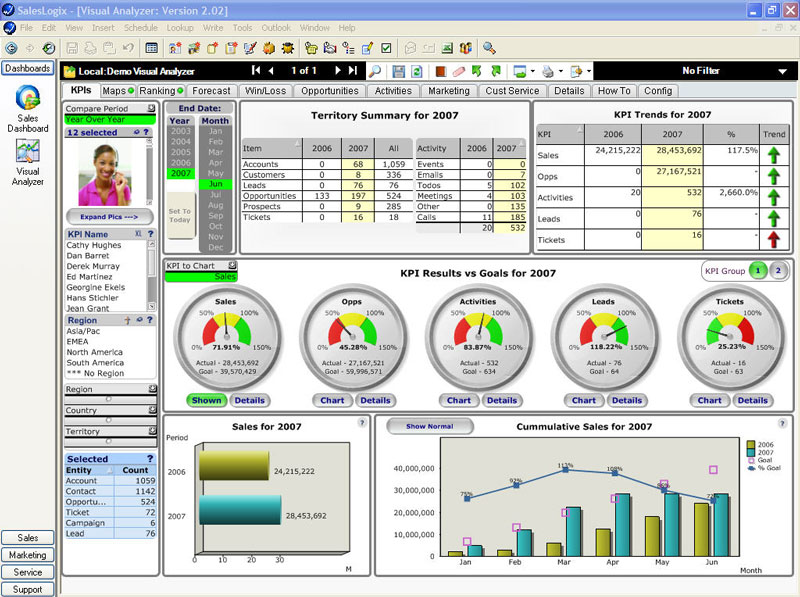 SalesLogix - [Visual Analyzer: Version 2.02]
File Edit View Insert Schedule Lookup Write Tools Outlook Window Help
Dashboards
Sales Dashboard
Visual Analyzer
Sales
Marketing
Service
Support
Local:Demo Visual Analyzer 1 of 1 No Filter
KPIs Maps Ranking Forecast Win/Loss Opportunities Activities Marketing Cust Service Details How To Config
Compare Period
Year Over Year
12 selected ?
Expand Pics --->
KPI Name XL ?
Cathy Hughes
Dan Barret
Derek Murray
Ed Martinez
Georgine Ekels
Hans Stichler
Jean Grant
Region ?
Asia/Pac
EMEA
North America
South America
*** No Region
Region
Country
Territory
Selected ?
Entity Count
Account 1059
Contact 1142
Opportu... 524
Ticket 72
Campaign 6
Lead 76
End Date:
Year Month
2003 Jan
2004 Feb
2005 Mar
2006 Apr
2007 May
Jun
Jul
Aug
Sep
Oct
Nov
Dec
Set To Today
Territory Summary for 2007
Item 2006 2007 All
Accounts 0 68 1,059
Customers 0 8 336
Leads 0 76 76
Opportunities 133 197 524
Prospects 0 9 285
Tickets 0 16 18
Activity 2006 2007
Events 0 0
Emails 0 7
Todos 5 102
Meetings 4 103
Other 0 135
Calls 11 185
20 532
KPI Trends for 2007
KPI 2006 2007 % Trend
Sales 24,215,222 28,453,692 117.5%
Opps 0 27,167,521 -
Activities 20 532 2,660.0%
Leads 0 76 -
Tickets 0 16 -
KPI to Chart
Sales
KPI Results vs Goals for 2007
KPI Group 1 2
Sales
50% 100%
0% 150%
71.91%
Actual - 28,453,692
Goal - 39,570,429
Shown Details
Opps
50% 100%
0% 150%
45.28%
Actual - 27,167,521
Goal - 59,996,571
Chart Details
Activities
50% 100%
0% 150%
83.87%
Actual - 532
Goal - 634
Chart Details
Leads
50% 100%
0% 150%
118.22%
Actual - 76
Goal - 64
Chart Details
Tickets
50% 100%
0% 150%
25.23%
Actual - 16
Goal - 63
Chart Details
Sales for 2007 ?
Period
2006 24,215,222
2007 28,453,692
0 10 20 30
M
Show Normal
Cummulative Sales for 2007 ?
2006
2007
Goal
% Goal
40,000,000
30,000,000
20,000,000
10,000,000
0
75% 92% 113% 108% 86%
Jan Feb Mar Apr May Jun
Month